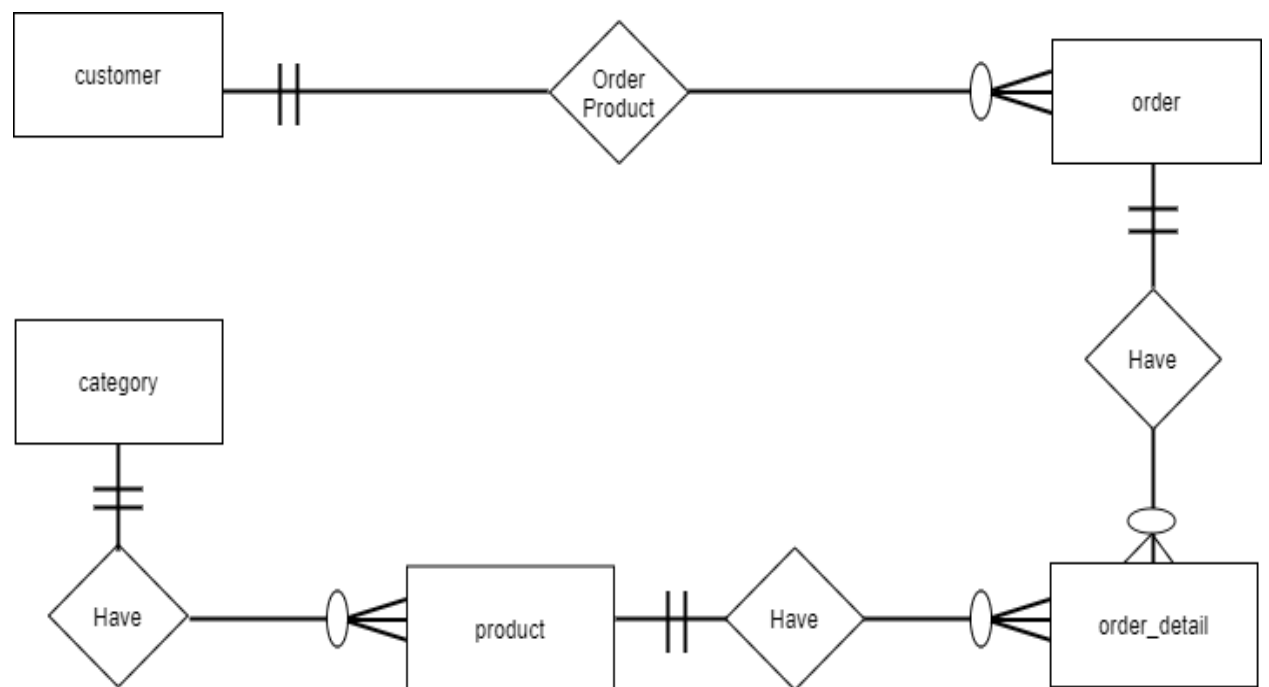 customer
Order
Product
order
category
Have
Have
product
Have
order_detail